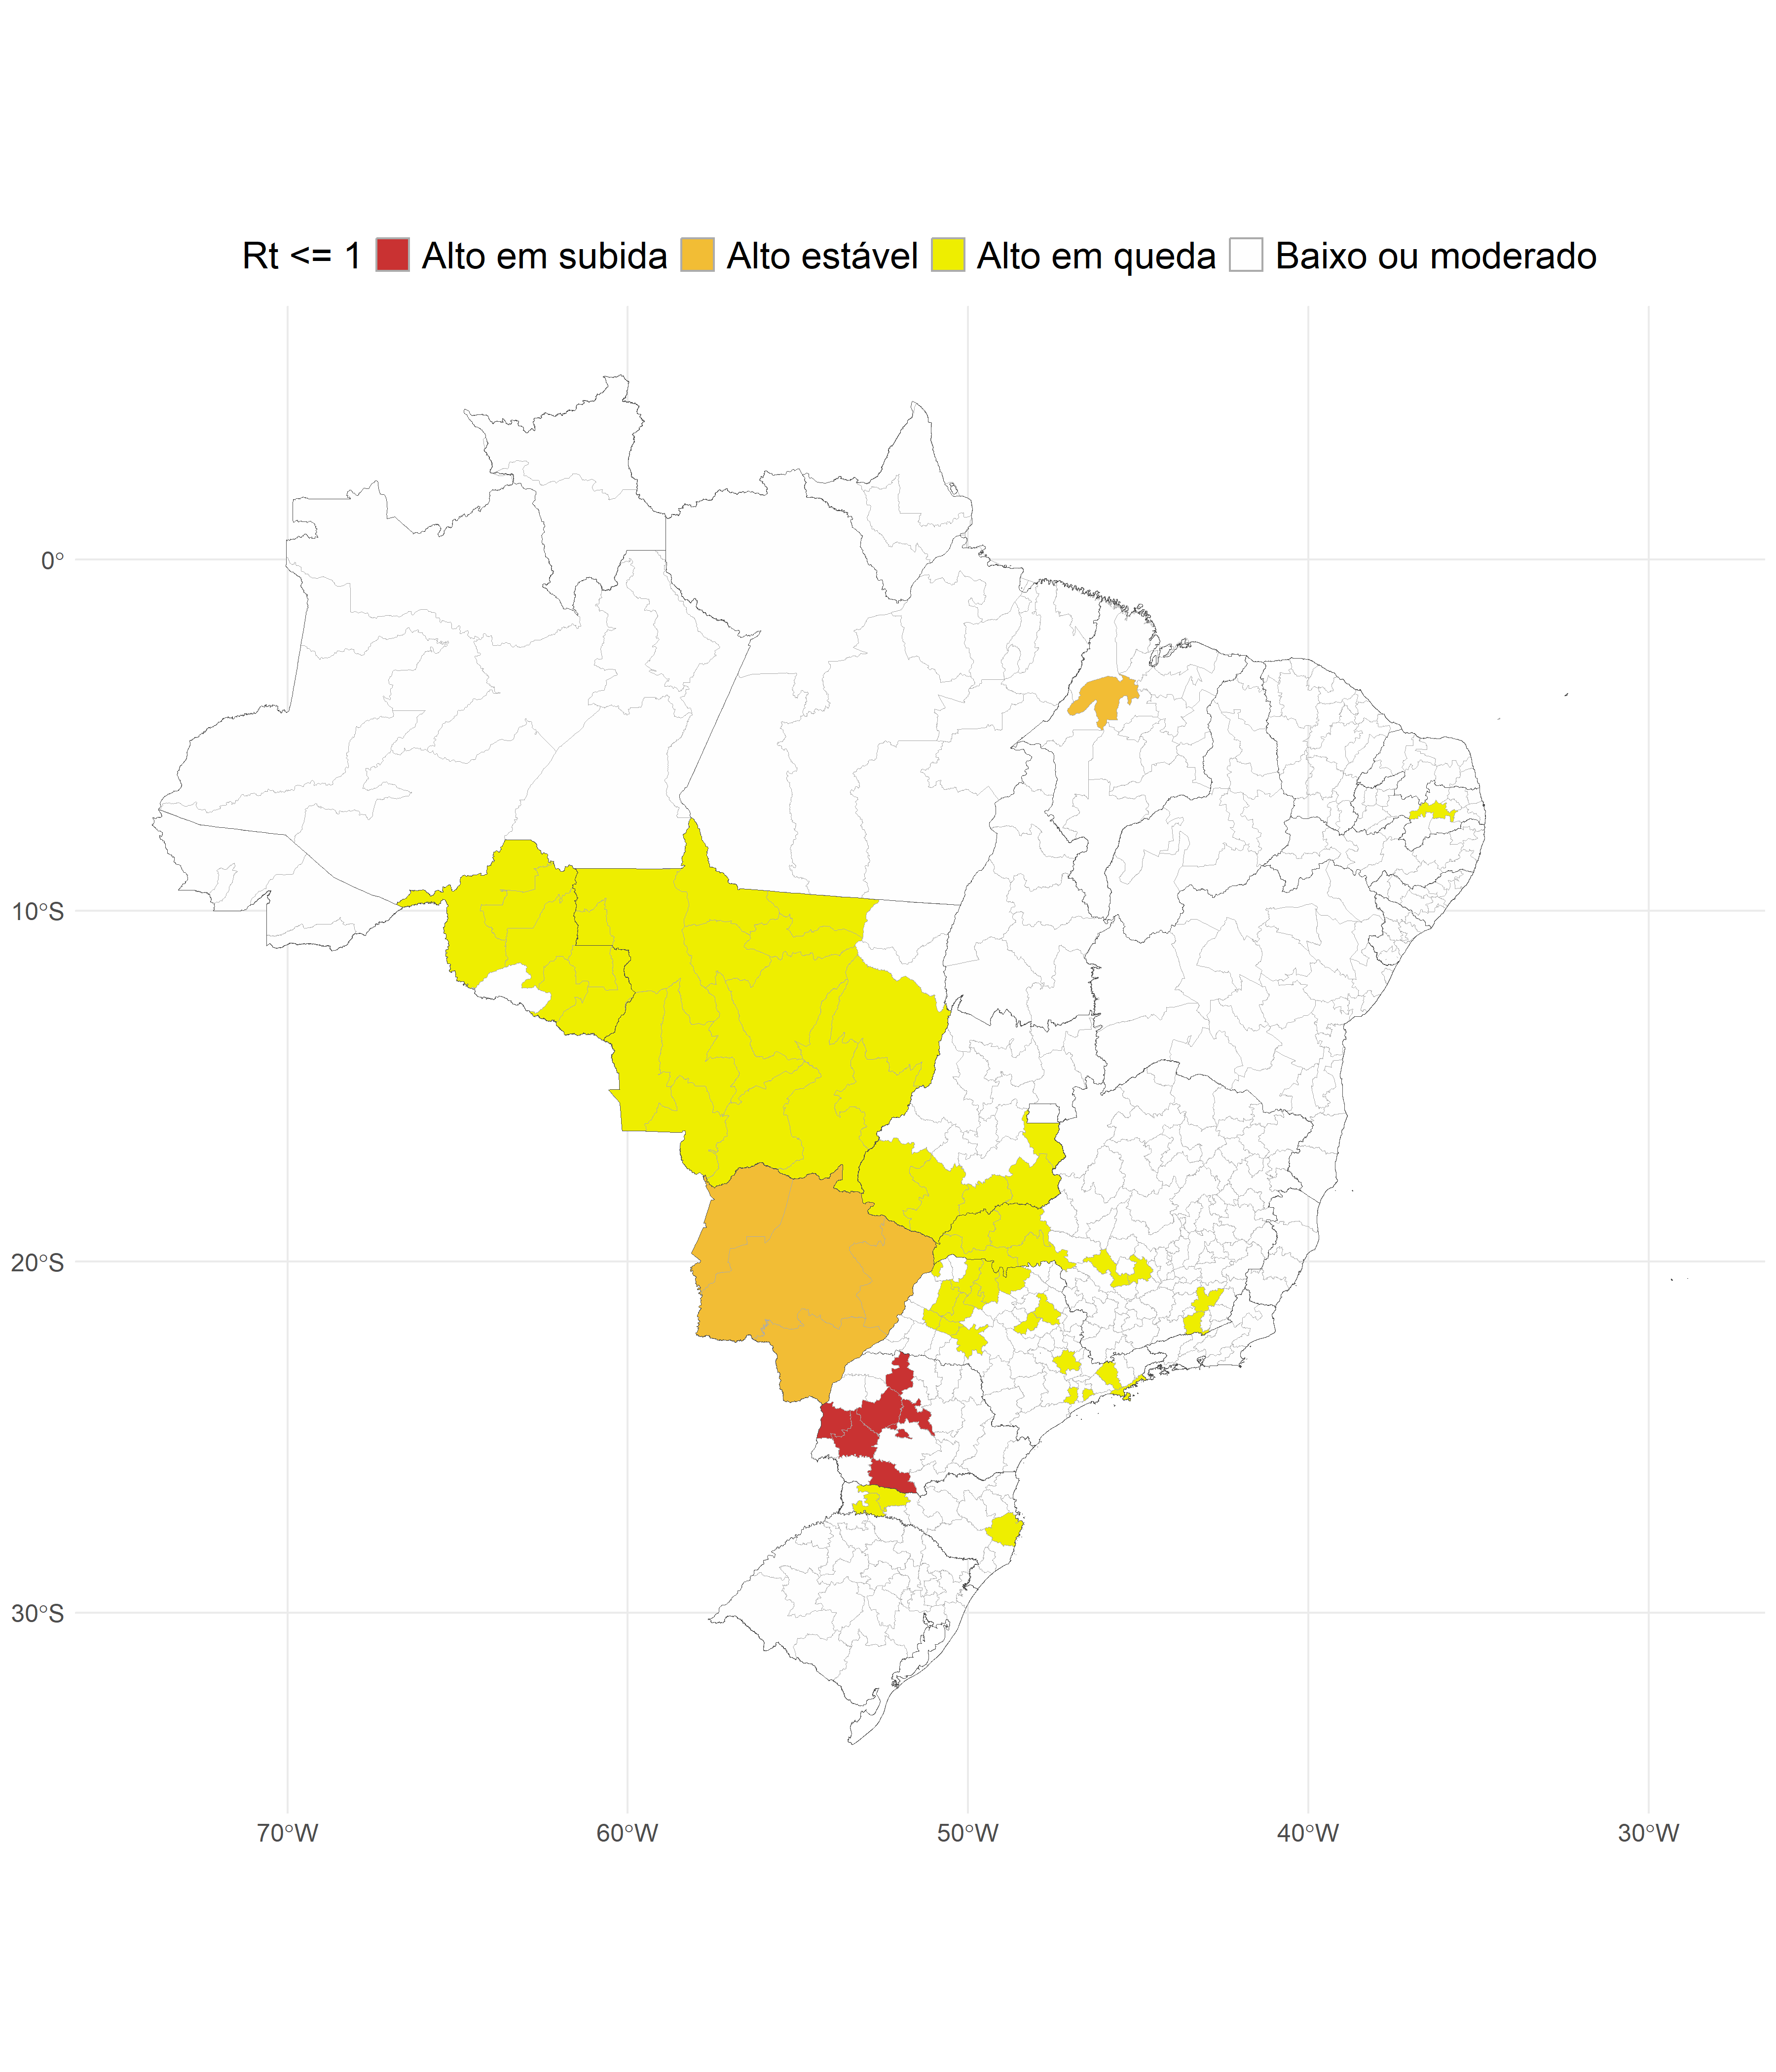 Rt <= 1 Alto em subida Alto estável Alto em queda Baixo ou moderado
0°
10°S
20°S
30°S
70°W 60°W 50°W 40°W 30°W